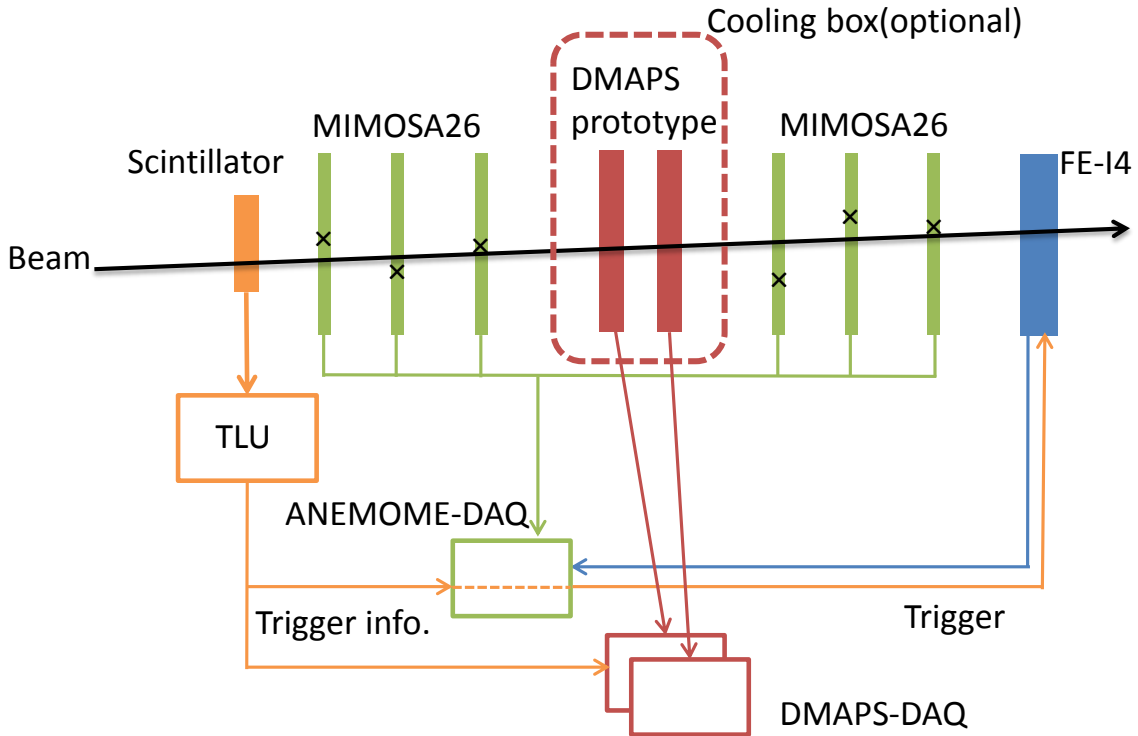 Cooling box(optional)
DMAPS
prototype
MIMOSA26
MIMOSA26
Scintillator
FE-I4
Beam
TLU
ANEMOME-DAQ
Trigger info.
Trigger
DMAPS-DAQ